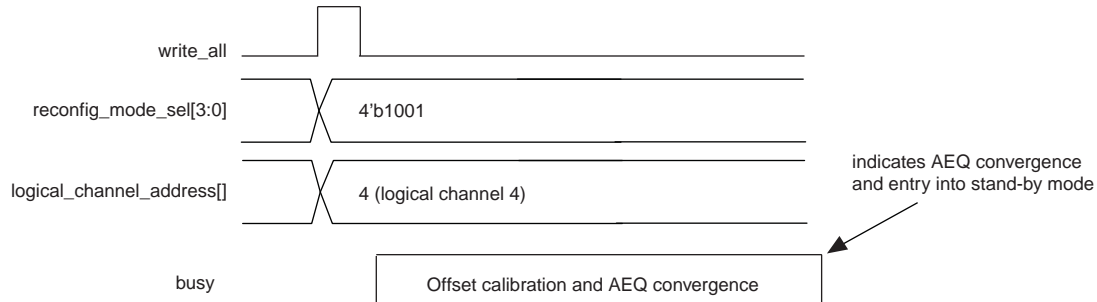 write_all
reconfig_mode_sel[3:0]
4'b1001
logical_channel_address[]
4 (logical channel 4)
indicates AEQ convergence
and entry into stand-by mode
busy
Offset calibration and AEQ convergence